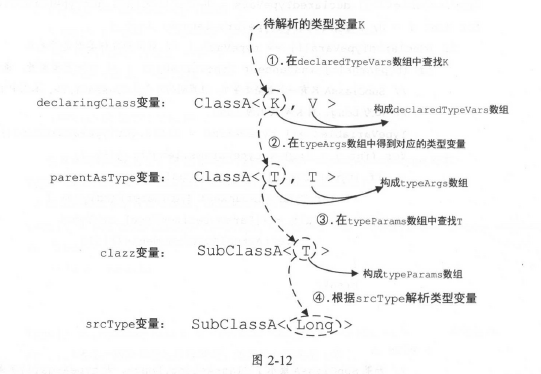 待解析的类型变量K
①.在declaredTypeVars数组中查找K
declaringClass变量： ClassA<K, V >
构成declaredTypeVars数组
②.在typeArgs数组中得到对应的类型变量
parentAsType变量： ClassA<T, T >
构成typeArgs数组
③.在typeParams数组中查找T
clazz变量： SubClassA<T>
构成typeParams数组
④.根据srcType解析类型变量
srcType变量： SubClassA<Long>
图 2-12